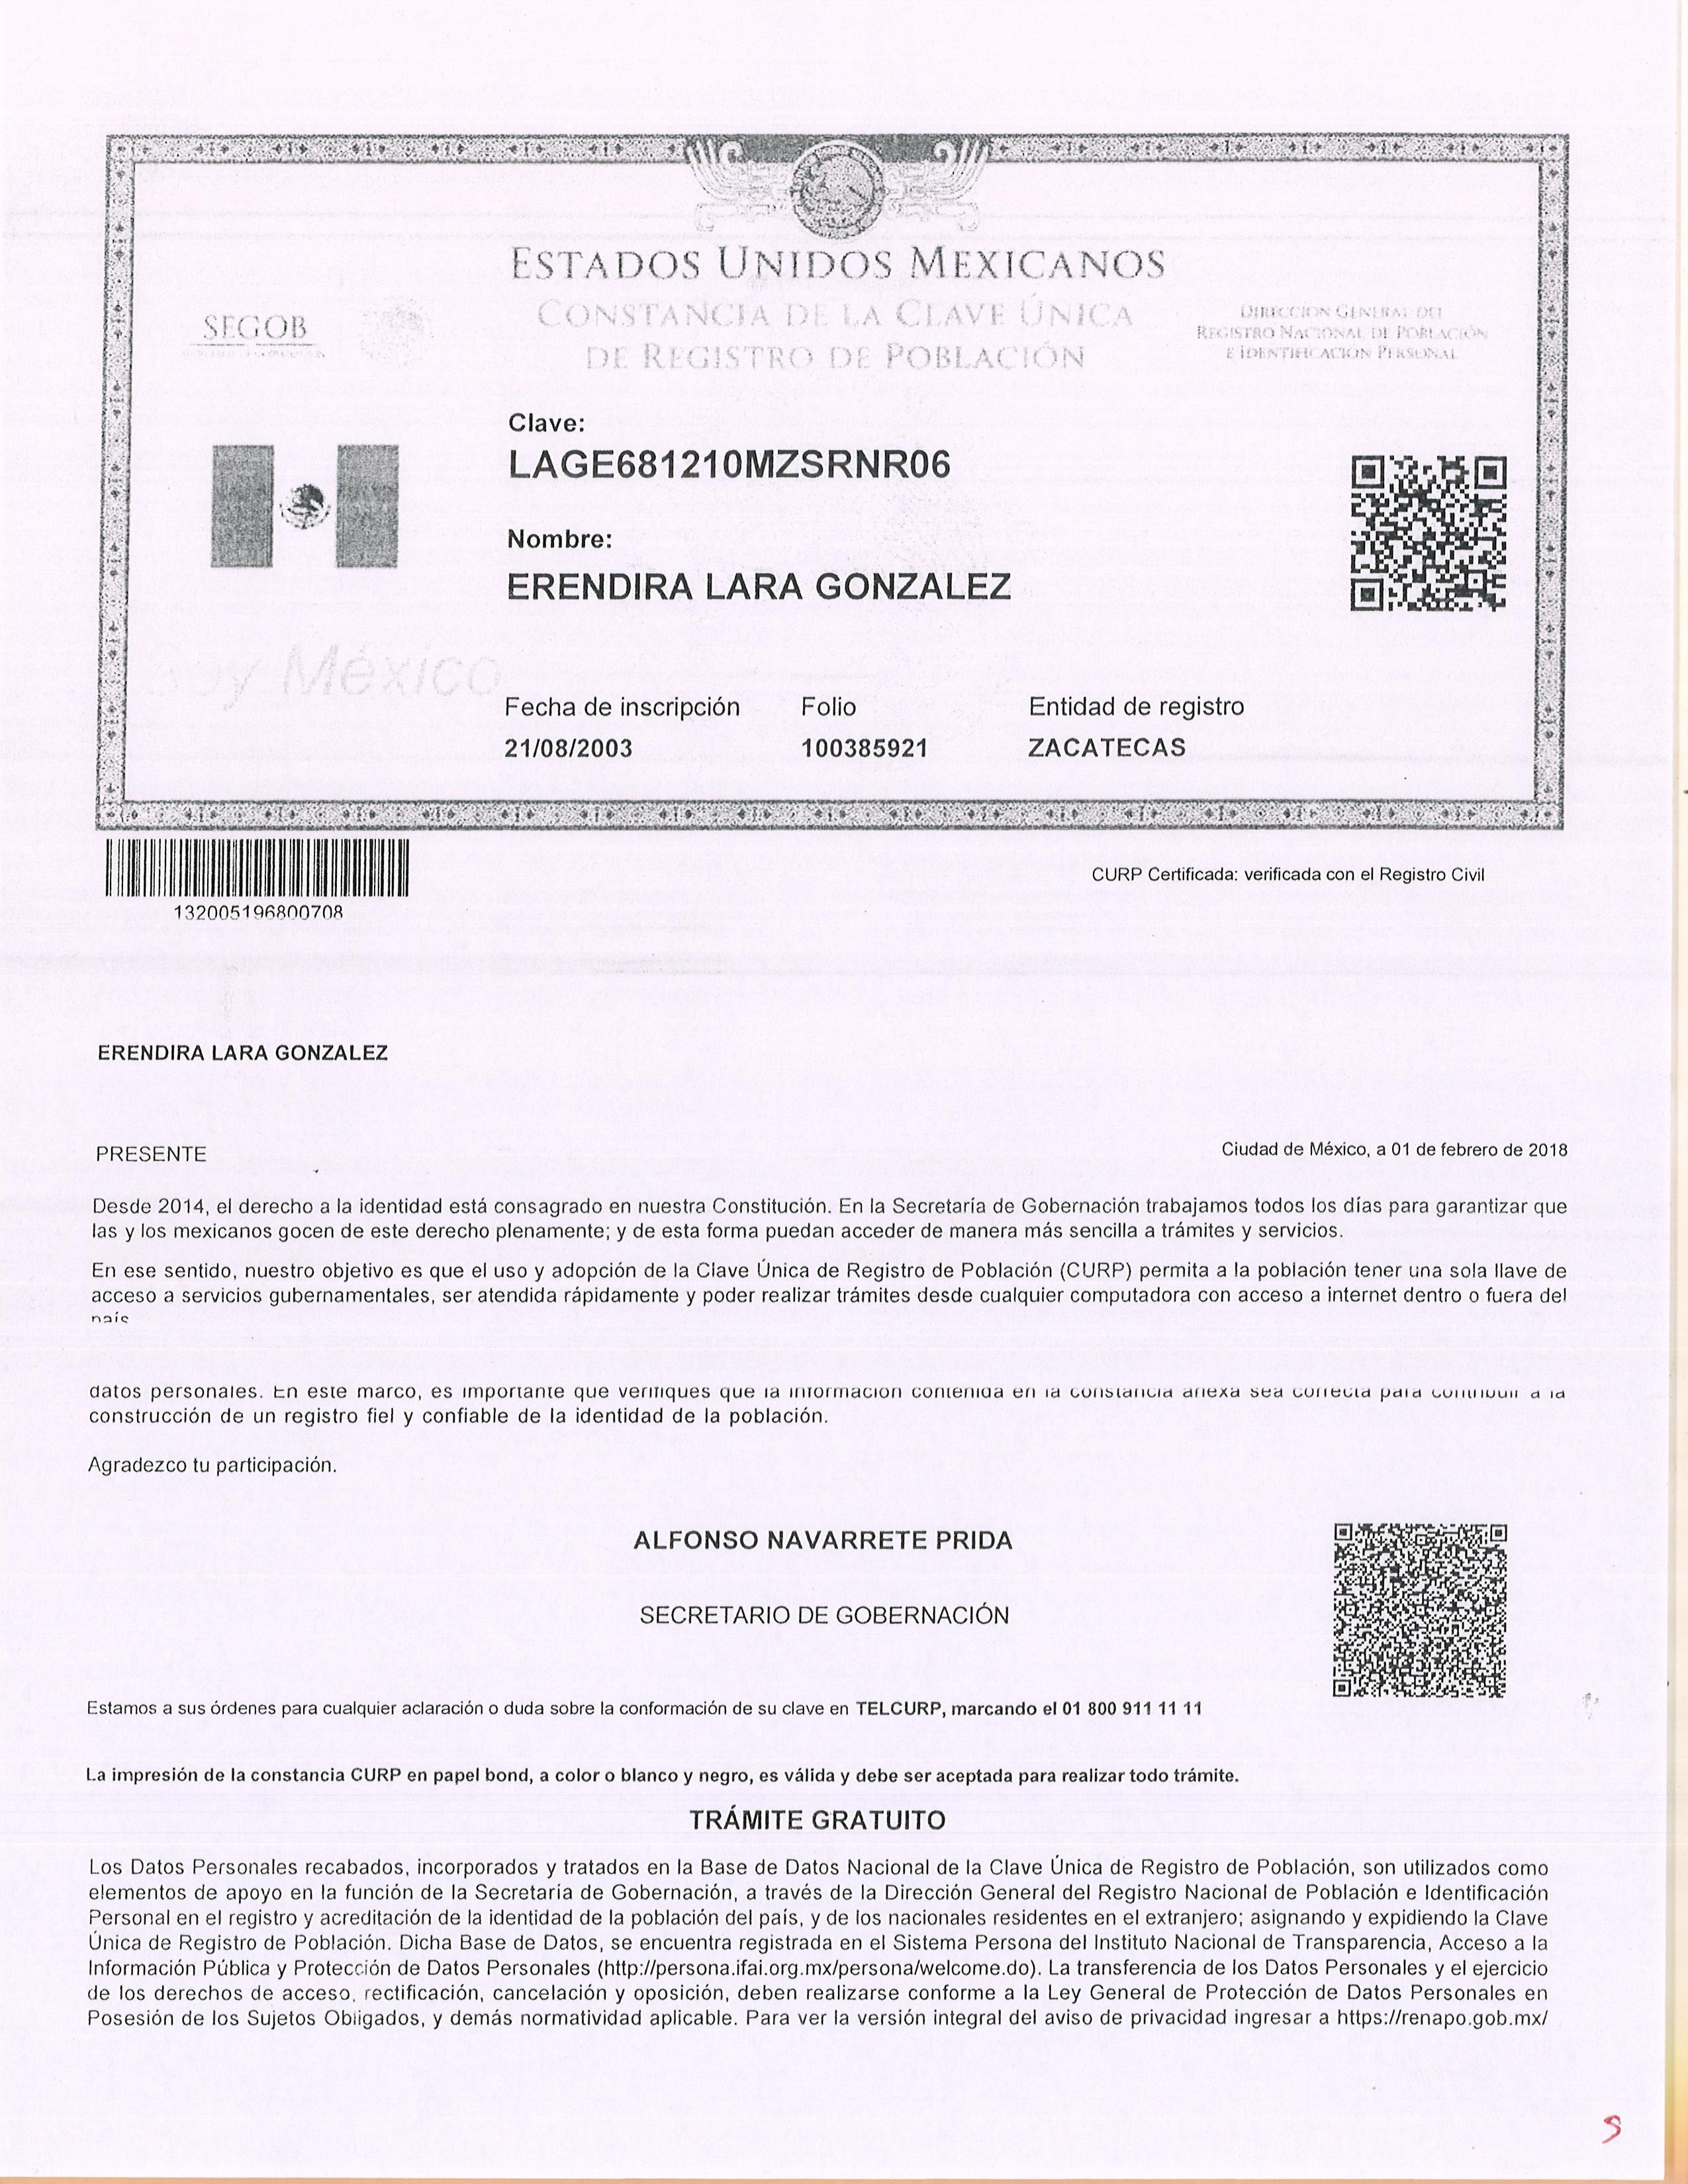 ESTADOS UNIDOS MEXICANOS
CONSTANCIA DE LA CLAVE ÚNICA
DE REGISTRO DE POBLACIÓN
SEGOB
DIRECCIÓN GENERAL DEL
REGISTRO NACIONAL DE POBLACIÓN
E IDENTIFICACIÓN PERSONAL
Clave:
LAGE681210MZSRNR06
Nombre:
ERENDIRA LARA GONZALEZ
Soy México
Fecha de inscripción Folio Entidad de registro
21/08/2003 100385921 ZACATECAS
132005196800708
CURP Certificada: verificada con el Registro Civil
ERENDIRA LARA GONZALEZ
PRESENTE
Ciudad de México, a 01 de febrero de 2018
Desde 2014, el derecho a la identidad está consagrado en nuestra Constitución. En la Secretaría de Gobernación trabajamos todos los días para garantizar que
las y los mexicanos gocen de este derecho plenamente; y de esta forma puedan acceder de manera más sencilla a trámites y servicios.
En ese sentido, nuestro objetivo es que el uso y adopción de la Clave Única de Registro de Población (CURP) permita a la población tener una sola llave de
acceso a servicios gubernamentales, ser atendida rápidamente y poder realizar trámites desde cualquier computadora con acceso a internet dentro o fuera del
país
datos personales. En este marco, es importante que verifiques que la información contenida en la constancia anexa sea correcta para contribuir a la
construcción de un registro fiel y confiable de la identidad de la población.
Agradezco tu participación.
ALFONSO NAVARRETE PRIDA
SECRETARIO DE GOBERNACIÓN
Estamos a sus órdenes para cualquier aclaración o duda sobre la conformación de su clave en TELCURP, marcando el 01 800 911 11 11
La impresión de la constancia CURP en papel bond, a color o blanco y negro, es válida y debe ser aceptada para realizar todo trámite.
TRÁMITE GRATUITO
Los Datos Personales recabados, incorporados y tratados en la Base de Datos Nacional de la Clave Única de Registro de Población, son utilizados como
elementos de apoyo en la función de la Secretaría de Gobernación, a través de la Dirección General del Registro Nacional de Población e Identificación
Personal en el registro y acreditación de la identidad de la población del país, y de los nacionales residentes en el extranjero; asignando y expidiendo la Clave
Única de Registro de Población. Dicha Base de Datos, se encuentra registrada en el Sistema Persona del Instituto Nacional de Transparencia, Acceso a la
Información Pública y Protección de Datos Personales (http://persona.ifai.org.mx/persona/welcome.do). La transferencia de los Datos Personales y el ejercicio
de los derechos de acceso, rectificación, cancelación y oposición, deben realizarse conforme a la Ley General de Protección de Datos Personales en
Posesión de los Sujetos Obligados, y demás normatividad aplicable. Para ver la versión integral del aviso de privacidad ingresar a https://renapo.gob.mx/